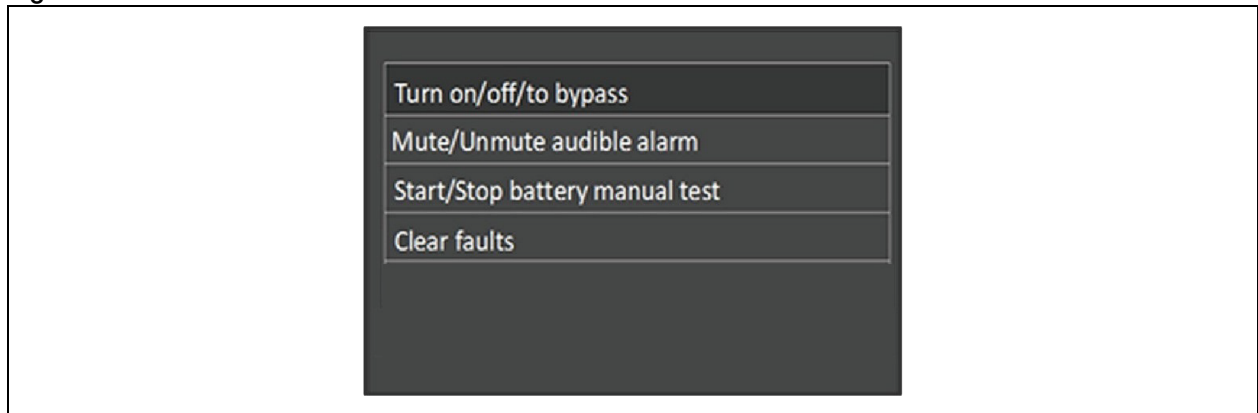 Turn on/off/to bypass
Mute/Unmute audible alarm
Start/Stop battery manual test
Clear faults